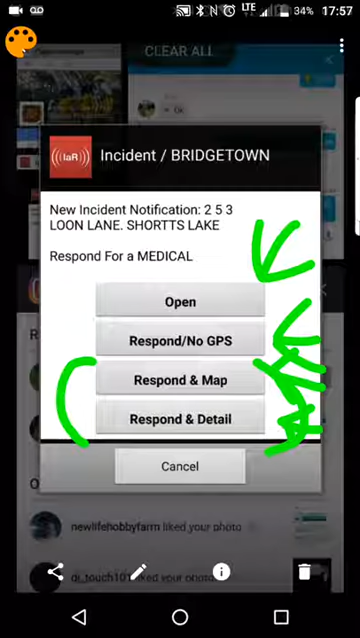 LTE
34%
17:57
CLEAR ALL
IaR
Incident / BRIDGETOWN
New Incident Notification: 2 5 3
LOON LANE. SHORTTS LAKE
Respond For a MEDICAL
Open
Respond/No GPS
Respond & Map
Respond & Detail
Cancel
newlifehobbyfarm liked your photo
liked your photo